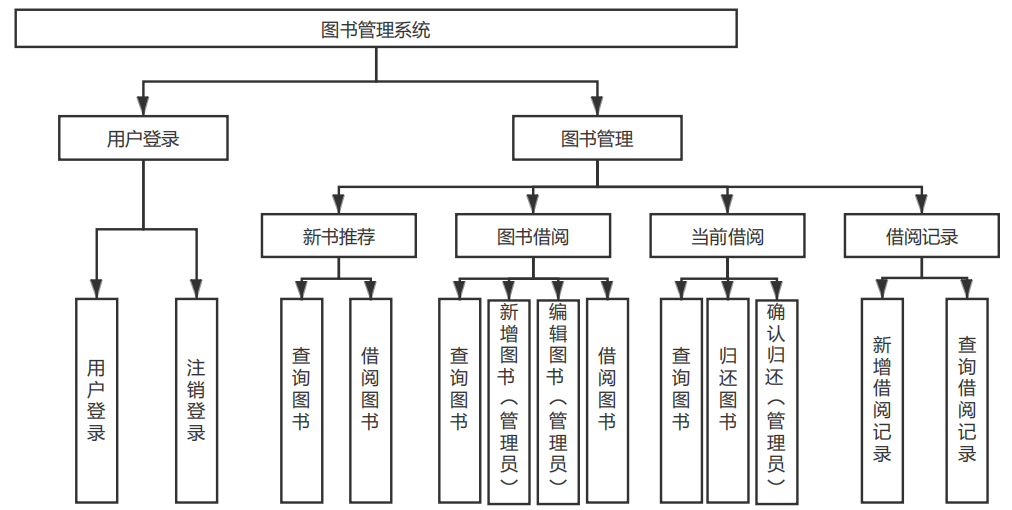 图书管理系统
用户登录
图书管理
新书推荐
图书借阅
当前借阅
借阅记录
用户登录
注销登录
查询图书
借阅图书
查询图书
新增图书（管理员）
编辑图书（管理员）
借阅图书
查询图书
归还图书
确认归还（管理员）
新增借阅记录
查询借阅记录